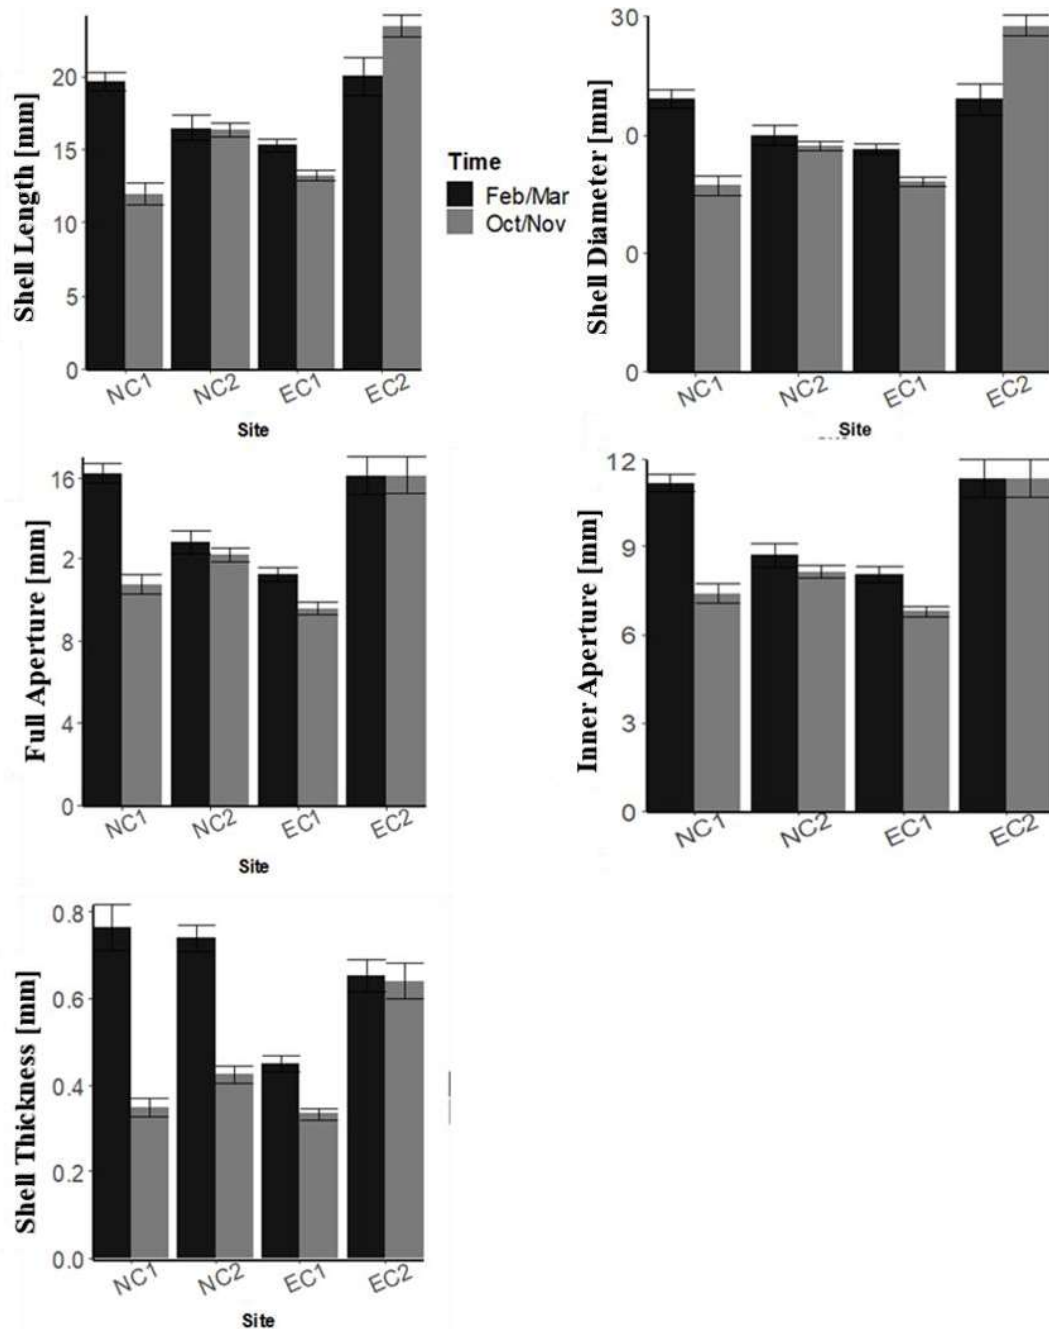 Shell Length [mm]
20
15
10
5
0
NC1 NC2 EC1 EC2
Site
Time
Feb/Mar
Oct/Nov
Shell Diameter [mm]
30
0
0
0
NC1 NC2 EC1 EC2
Site
Full Aperture [mm]
16
2
8
4
0
NC1 NC2 EC1 EC2
Site
Inner Aperture [mm]
12
9
6
3
0
NC1 NC2 EC1 EC2
Shell Thickness [mm]
0.8
0.6
0.4
0.2
0.0
NC1 NC2 EC1 EC2
Site